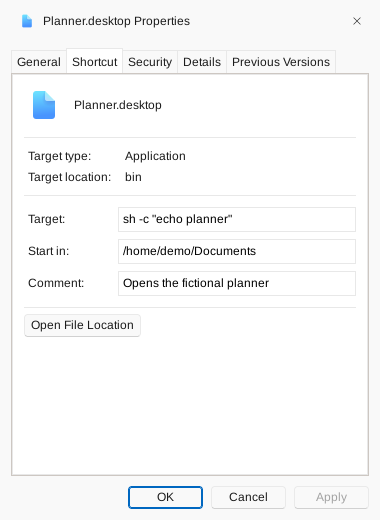 Planner.desktop Properties
General Shortcut Security Details Previous Versions
Planner.desktop
Target type: Application
Target location: bin
Target: sh -c "echo planner"
Start in: /home/demo/Documents
Comment: Opens the fictional planner
Open File Location
OK Cancel Apply